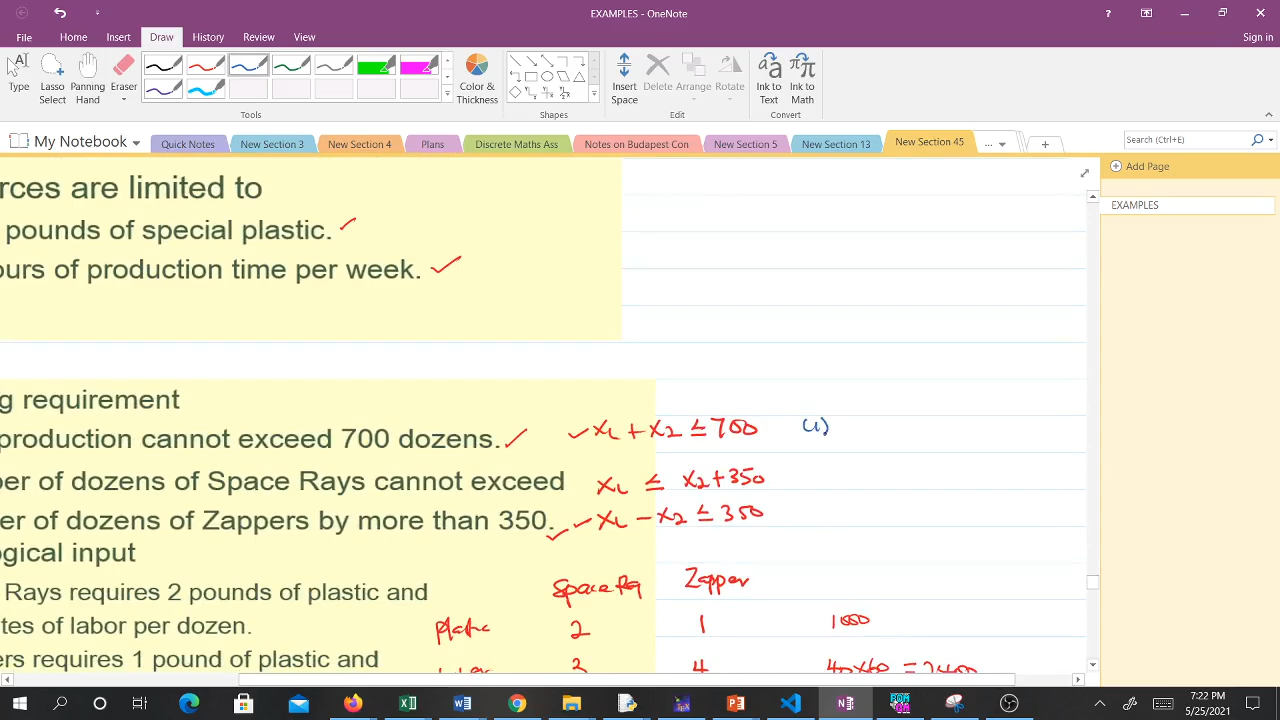 EXAMPLES - OneNote
File Home Insert Draw History Review View
Sign in
Type
Lasso Select
Panning Hand
Eraser
Color & Thickness
Insert Space
Delete
Arrange
Rotate
Ink to Text
Ink to Math
Tools
Shapes
Edit
Convert
My Notebook
Quick Notes
New Section 3
New Section 4
Plans
Discrete Maths Ass
Notes on Budapest Con
New Section 5
New Section 13
New Section 45
Search (Ctrl+E)
Add Page
EXAMPLES
rces are limited to
pounds of special plastic.
ours of production time per week.
g requirement
production cannot exceed 700 dozens.
x1 + x2 ≤ 700
er of dozens of Space Rays cannot exceed
x1 ≤ x2 + 350
er of dozens of Zappers by more than 350.
x1 - x2 ≤ 350
ogical input
Space Ray Zapper
Rays requires 2 pounds of plastic and
Plastic 2 1 1000
tes of labor per dozen.
ers requires 1 pound of plastic and
3 4 40x60 = 2400
7:22 PM
5/25/2021